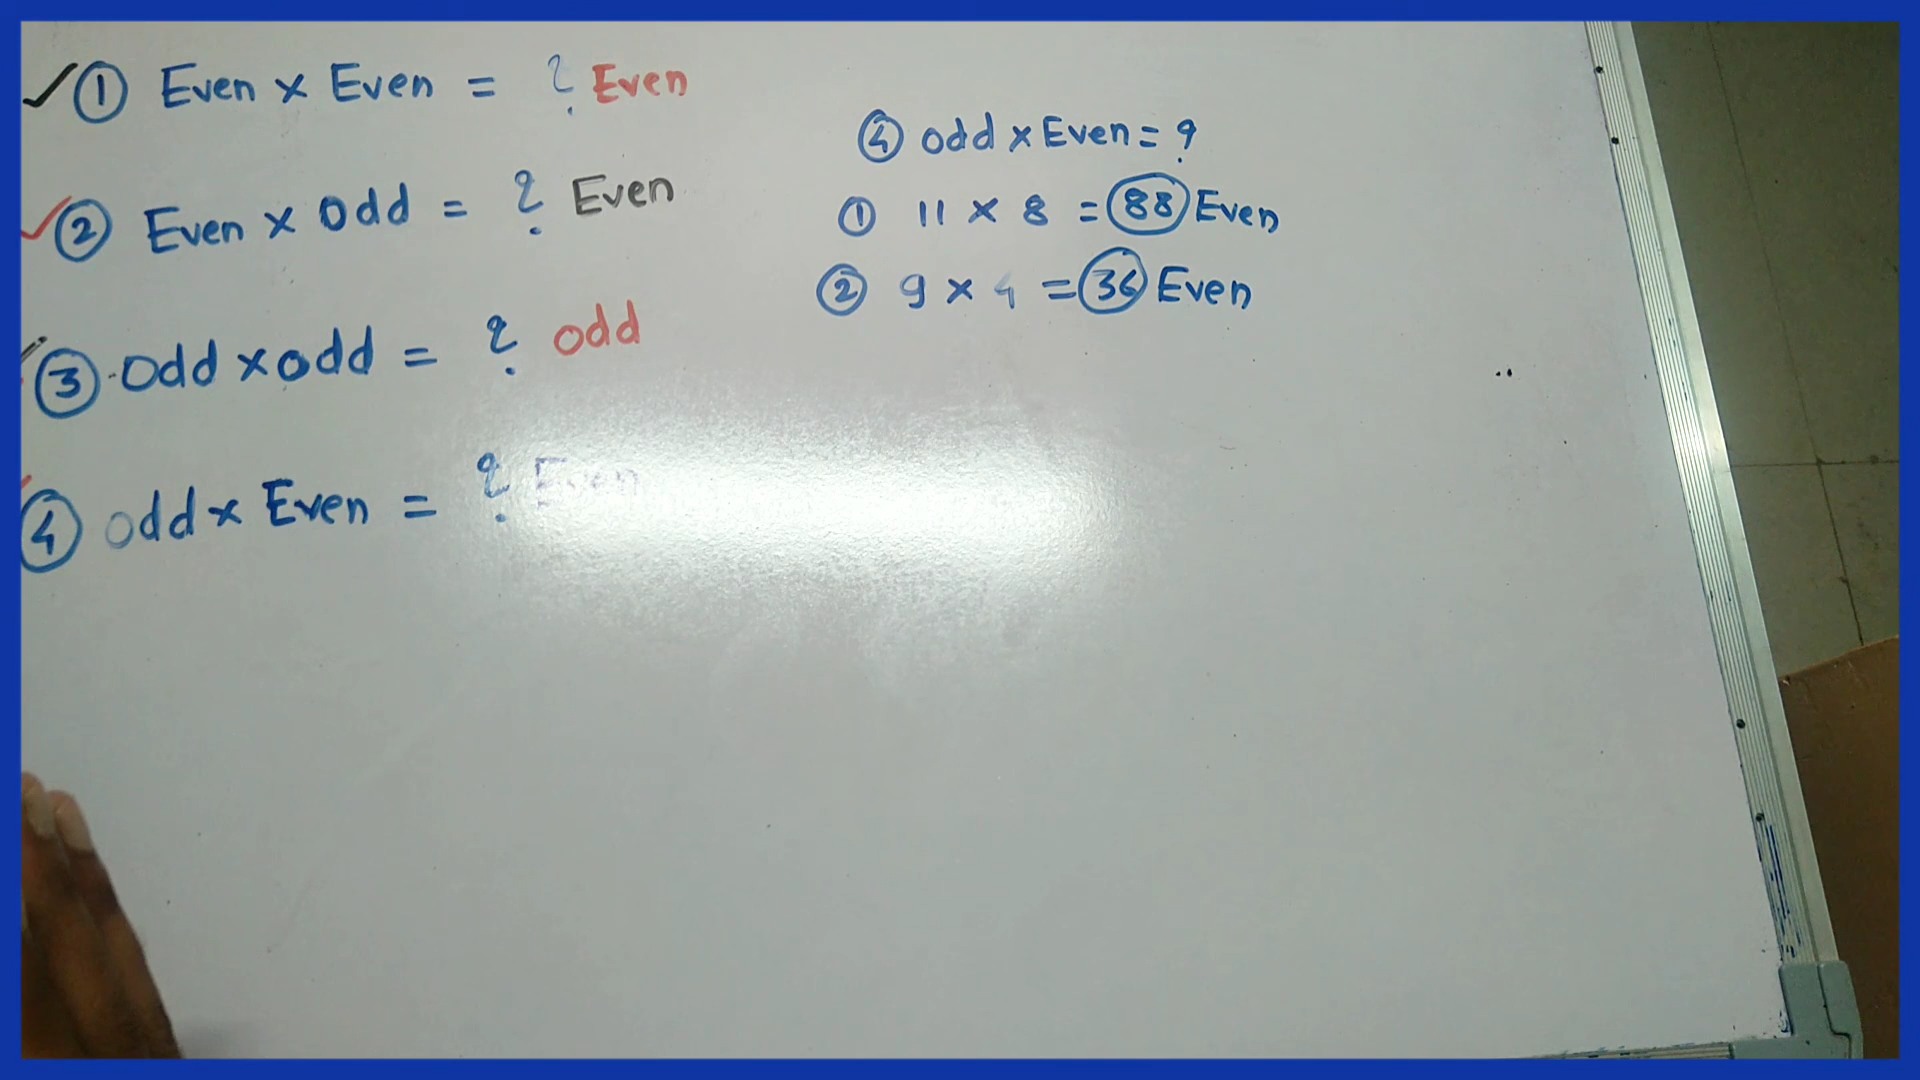 ① Even x Even = ? Even
② Even x Odd = ? Even
③ Odd x odd = ? odd
④ odd x Even = ? Even
④ odd x Even = ?
① 11 x 8 = 88 Even
② 9 x 4 = 36 Even